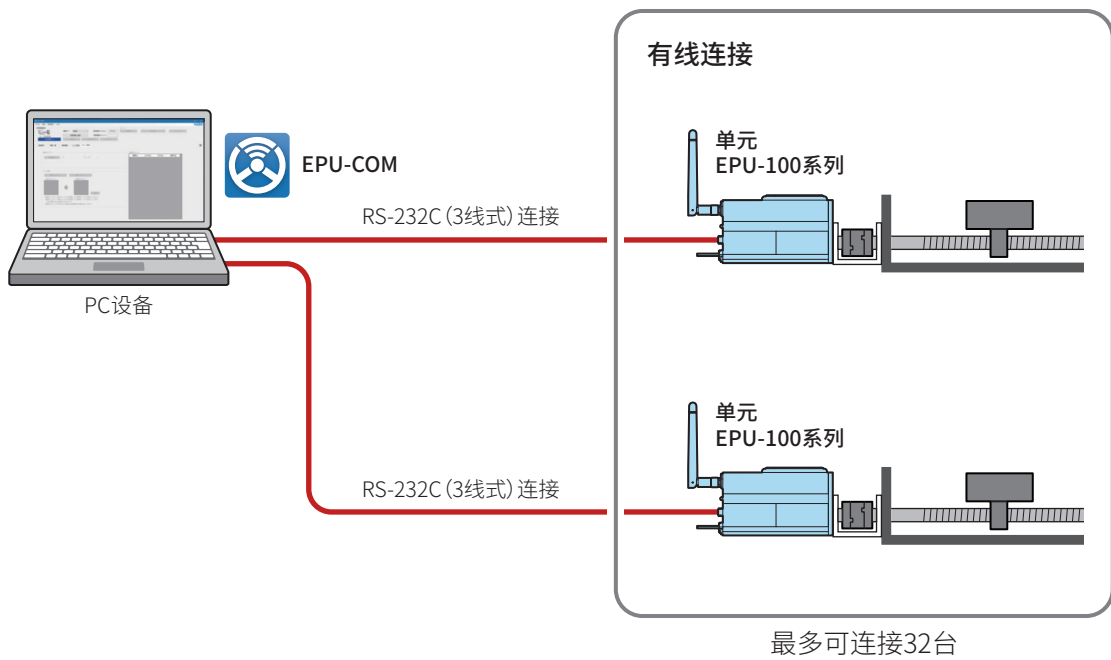 有线连接
单元
EPU-100系列
EPU-COM
RS-232C（3线式）连接
PC设备
单元
EPU-100系列
RS-232C（3线式）连接
最多可连接32台